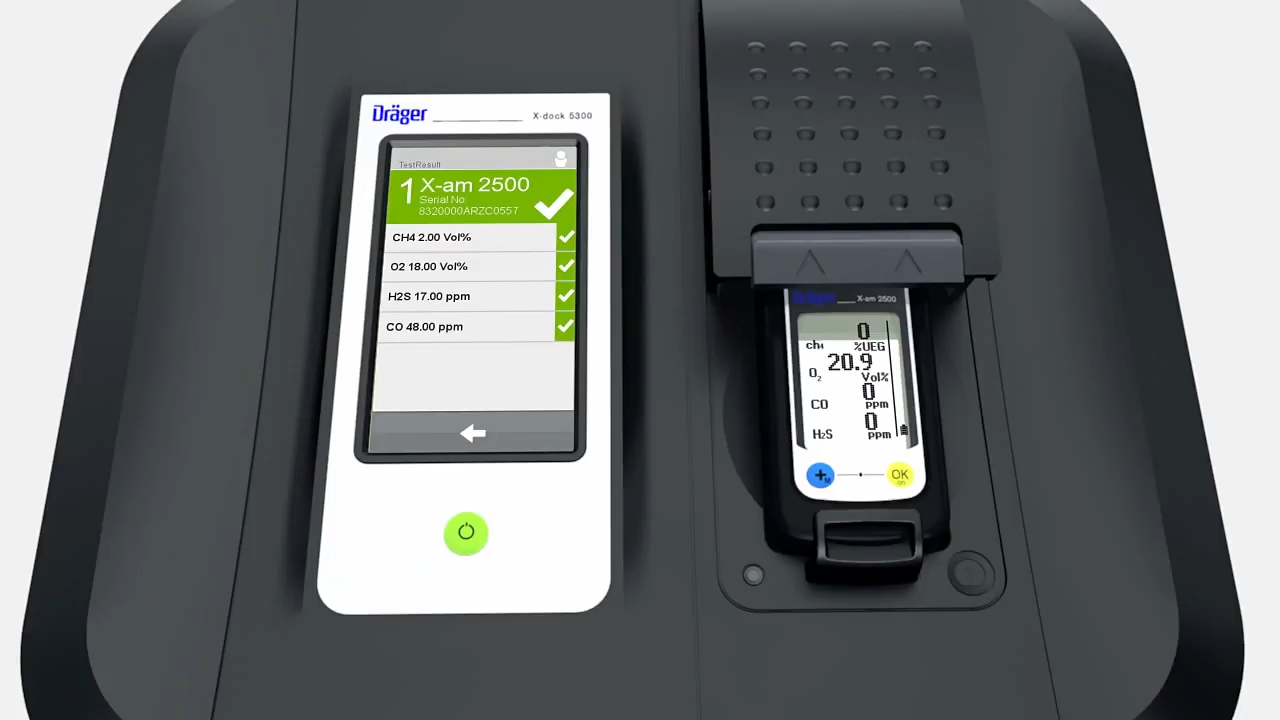 Dräger
X-dock 5300
TestResult
1 X-am 2500
Serial No:
8320000ARZC0557
CH4 2.00 Vol%
O2 18.00 Vol%
H2S 17.00 ppm
CO 48.00 ppm
Dräger X-am 2500
0
ch₄ %UEG
20.9
O₂ Vol%
0
CO ppm
0
H₂S ppm
+M
OK
on